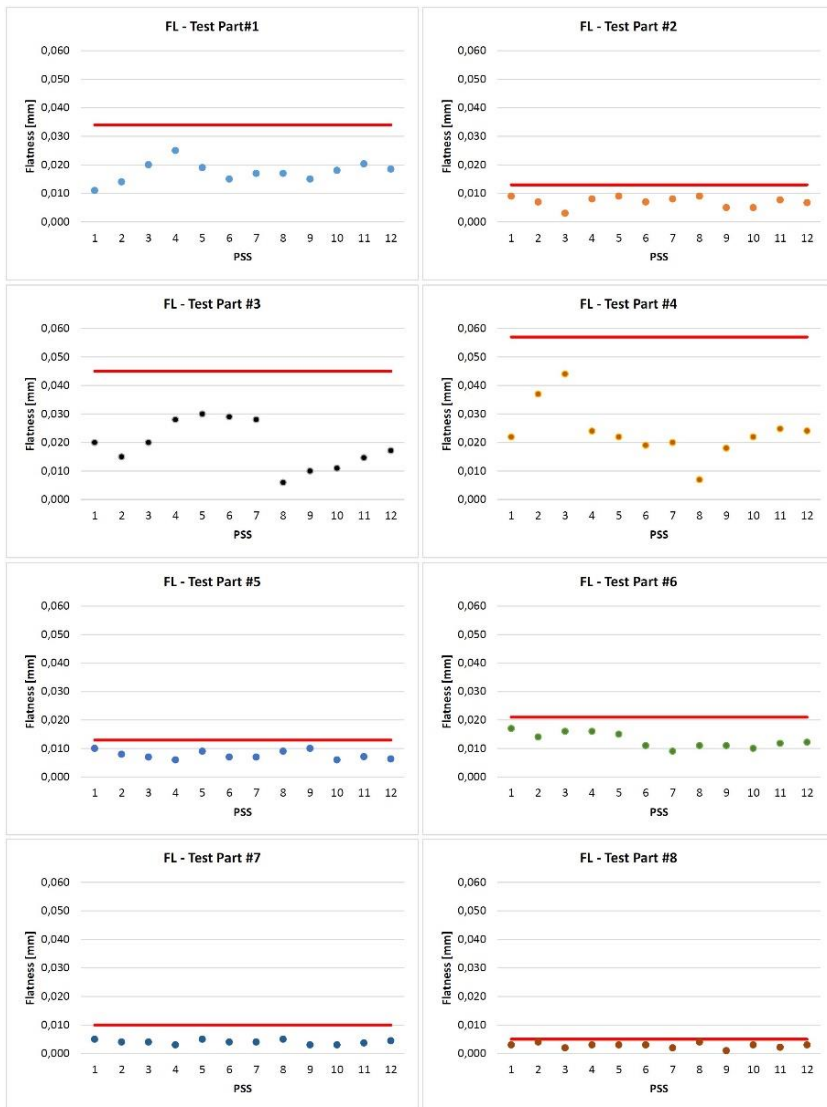 FL - Test Part#1
0,060
0,050
0,040
0,030
0,020
0,010
0,000
Flatness [mm]
1 2 3 4 5 6 7 8 9 10 11 12
PSS
FL - Test Part #2
0,060
0,050
0,040
0,030
0,020
0,010
0,000
Flatness [mm]
1 2 3 4 5 6 7 8 9 10 11 12
PSS
FL - Test Part #3
0,060
0,050
0,040
0,030
0,020
0,010
0,000
Flatness [mm]
1 2 3 4 5 6 7 8 9 10 11 12
PSS
FL - Test Part #4
0,060
0,050
0,040
0,030
0,020
0,010
0,000
Flatness [mm]
1 2 3 4 5 6 7 8 9 10 11 12
PSS
FL - Test Part #5
0,060
0,050
0,040
0,030
0,020
0,010
0,000
Flatness [mm]
1 2 3 4 5 6 7 8 9 10 11 12
PSS
FL - Test Part #6
0,060
0,050
0,040
0,030
0,020
0,010
0,000
Flatness [mm]
1 2 3 4 5 6 7 8 9 10 11 12
PSS
FL - Test Part #7
0,060
0,050
0,040
0,030
0,020
0,010
0,000
Flatness [mm]
1 2 3 4 5 6 7 8 9 10 11 12
PSS
FL - Test Part #8
0,060
0,050
0,040
0,030
0,020
0,010
0,000
Flatness [mm]
1 2 3 4 5 6 7 8 9 10 11 12
PSS